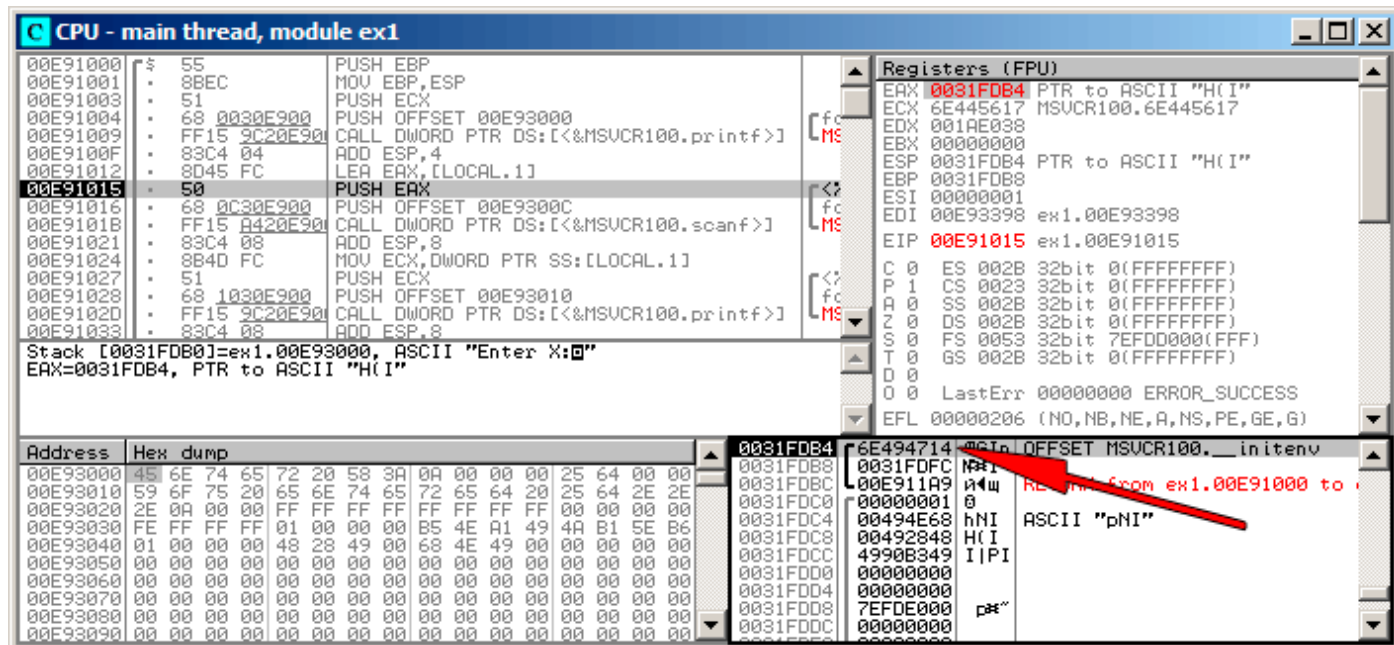 CPU - main thread, module ex1
00E91000 $ 55 PUSH EBP
00E91001 . 8BEC MOV EBP,ESP
00E91003 . 51 PUSH ECX
00E91004 . 68 0030E900 PUSH OFFSET 00E93000
00E91009 . FF15 9C20E90 CALL DWORD PTR DS:[<&MSVCR100.printf>]
00E9100F . 83C4 04 ADD ESP,4
00E91012 . 8D45 FC LEA EAX,[LOCAL.1]
00E91015 . 50 PUSH EAX
00E91016 . 68 0C30E900 PUSH OFFSET 00E9300C
00E9101B . FF15 A420E90 CALL DWORD PTR DS:[<&MSVCR100.scanf>]
00E91021 . 83C4 08 ADD ESP,8
00E91024 . 8B4D FC MOV ECX,DWORD PTR SS:[LOCAL.1]
00E91027 . 51 PUSH ECX
00E91028 . 68 1030E900 PUSH OFFSET 00E93010
00E9102D . FF15 9C20E90 CALL DWORD PTR DS:[<&MSVCR100.printf>]
00E91033 . 83C4 08 ADD ESP,8
Stack [0031FDB0]=ex1.00E93000, ASCII "Enter X:"
EAX=0031FDB4, PTR to ASCII "H(I"
Registers (FPU)
EAX 0031FDB4 PTR to ASCII "H(I"
ECX 6E445617 MSVCR100.6E445617
EDX 001AE038
EBX 00000000
ESP 0031FDB4 PTR to ASCII "H(I"
EBP 0031FDB8
ESI 00000001
EDI 00E93398 ex1.00E93398
EIP 00E91015 ex1.00E91015
C 0 ES 002B 32bit 0(FFFFFFFF)
P 1 CS 0023 32bit 0(FFFFFFFF)
A 0 SS 002B 32bit 0(FFFFFFFF)
Z 0 DS 002B 32bit 0(FFFFFFFF)
S 0 FS 0053 32bit 7EFDD000(FFF)
T 0 GS 002B 32bit 0(FFFFFFFF)
D 0
O 0 LastErr 00000000 ERROR_SUCCESS
EFL 00000206 (NO,NB,NE,A,NS,PE,GE,G)
Address Hex dump
00E93000 45 6E 74 65 72 20 58 3A 0A 00 00 00 25 64 00 00
00E93010 59 6F 75 20 65 6E 74 65 72 65 64 20 25 64 2E 2E
00E93020 2E 0A 00 00 FF FF FF FF FF FF FF FF 00 00 00 00
00E93030 FE FF FF FF 01 00 00 00 B5 4E A1 49 4A B1 5E B6
00E93040 01 00 00 00 48 28 49 00 68 4E 49 00 00 00 00 00
00E93050 00 00 00 00 00 00 00 00 00 00 00 00 00 00 00 00
00E93060 00 00 00 00 00 00 00 00 00 00 00 00 00 00 00 00
00E93070 00 00 00 00 00 00 00 00 00 00 00 00 00 00 00 00
00E93080 00 00 00 00 00 00 00 00 00 00 00 00 00 00 00 00
00E93090 00 00 00 00 00 00 00 00 00 00 00 00 00 00 00 00
0031FDB4 6E494714 OFFSET MSVCR100.__initenv
0031FDB8 0031FDFC
0031FDBC 00E911A9 from ex1.00E91000 to
0031FDC0 00000001
0031FDC4 00494E68 hNI ASCII "pNI"
0031FDC8 00492848 H(I
0031FDCC 4990B349 I|PI
0031FDD0 00000000
0031FDD4 00000000
0031FDD8 7EFDE000
0031FDDC 00000000